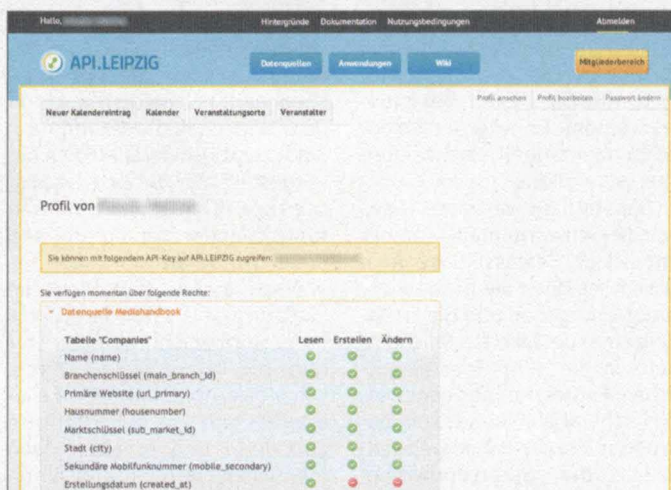 Hallo,
Hintergründe Dokumentation Nutzungsbedingungen
Abmelden
API.LEIPZIG
Datenquellen Anwendungen Wiki
Mitgliederbereich
Profil ansehen Profil bearbeiten Passwort ändern
Neuer Kalendereintrag Kalender Veranstaltungsorte Veranstalter
Profil von
Sie können mit folgendem API-Key auf API.LEIPZIG zugreifen:
Sie verfügen momentan über folgende Rechte:
Datenquelle Mediahandbook
Tabelle "Companies" Lesen Erstellen Ändern
Name (name)
Branchenschlüssel (main_branch_id)
Primäre Website (url_primary)
Hausnummer (housenumber)
Marktschlüssel (sub_market_id)
Stadt (city)
Sekundäre Mobilfunknummer (mobile_secondary)
Erstellungsdatum (created_at)